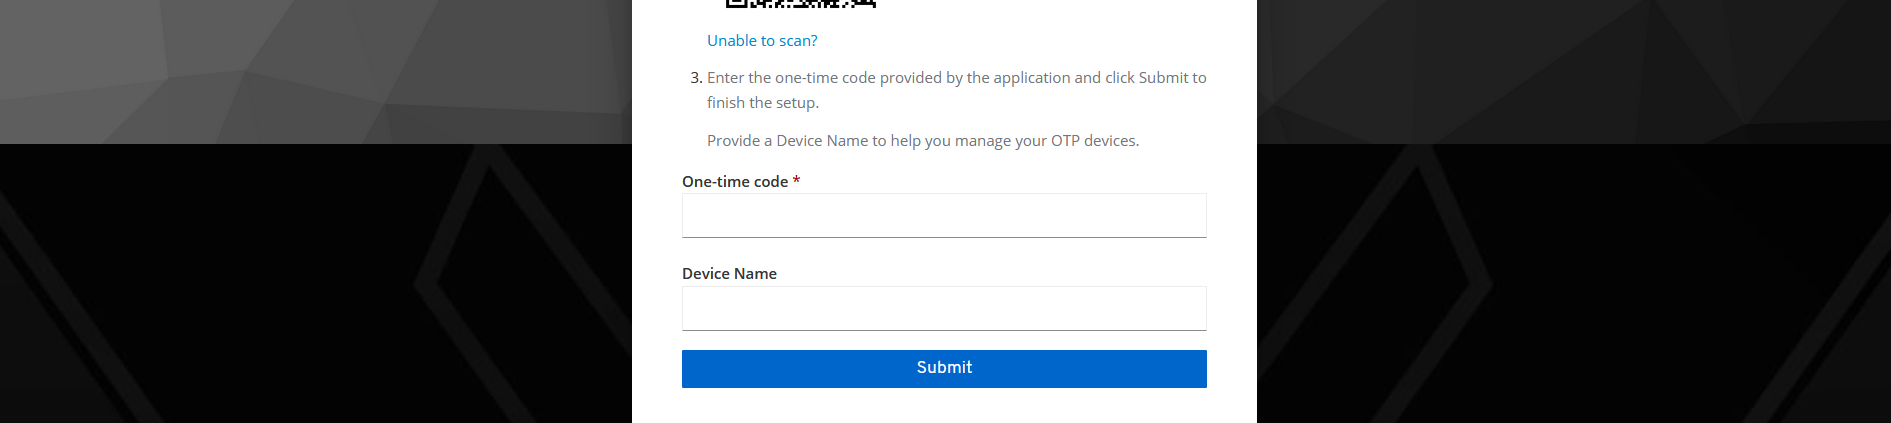 Unable to scan?
3. Enter the one-time code provided by the application and click Submit to
finish the setup.
Provide a Device Name to help you manage your OTP devices.
One-time code *
Device Name
Submit